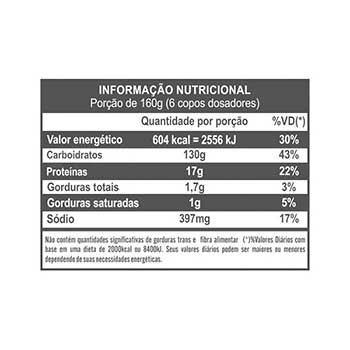 INFORMAÇÃO NUTRICIONAL
Porção de 160g (6 copos dosadores)
Quantidade por porção %VD(*)
Valor energético 604 kcal = 2556 kJ 30%
Carboidratos 130g 43%
Proteínas 17g 22%
Gorduras totais 1,7g 3%
Gorduras saturadas 1g 5%
Sódio 397mg 17%
Não contém quantidades significativas de gorduras trans e fibra alimentar (*)%Valores Diários com
base em uma dieta de 2000kcal ou 8400kJ. Seus valores diários podem ser maiores ou menores
dependendo de suas necessidades energéticas.